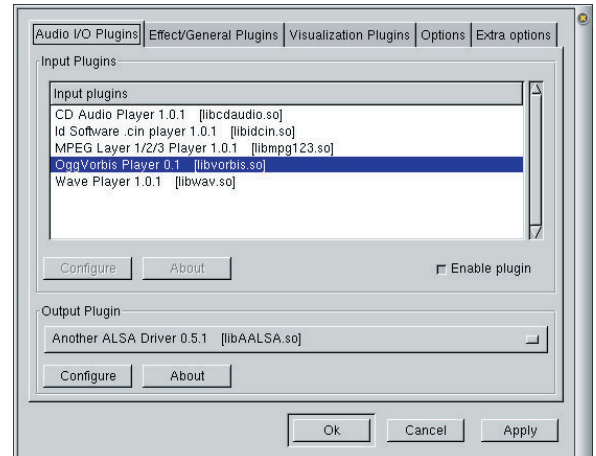 Audio I/O Plugins Effect/General Plugins Visualization Plugins Options Extra options
Input Plugins
Input plugins
CD Audio Player 1.0.1 [libcdaudio.so]
Id Software .cin player 1.0.1 [libidcin.so]
MPEG Layer 1/2/3 Player 1.0.1 [libmpg123.so]
OggVorbis Player 0.1 [libvorbis.so]
Wave Player 1.0.1 [libwav.so]
Configure About Enable plugin
Output Plugin
Another ALSA Driver 0.5.1 [libAALSA.so]
Configure About
Ok Cancel Apply